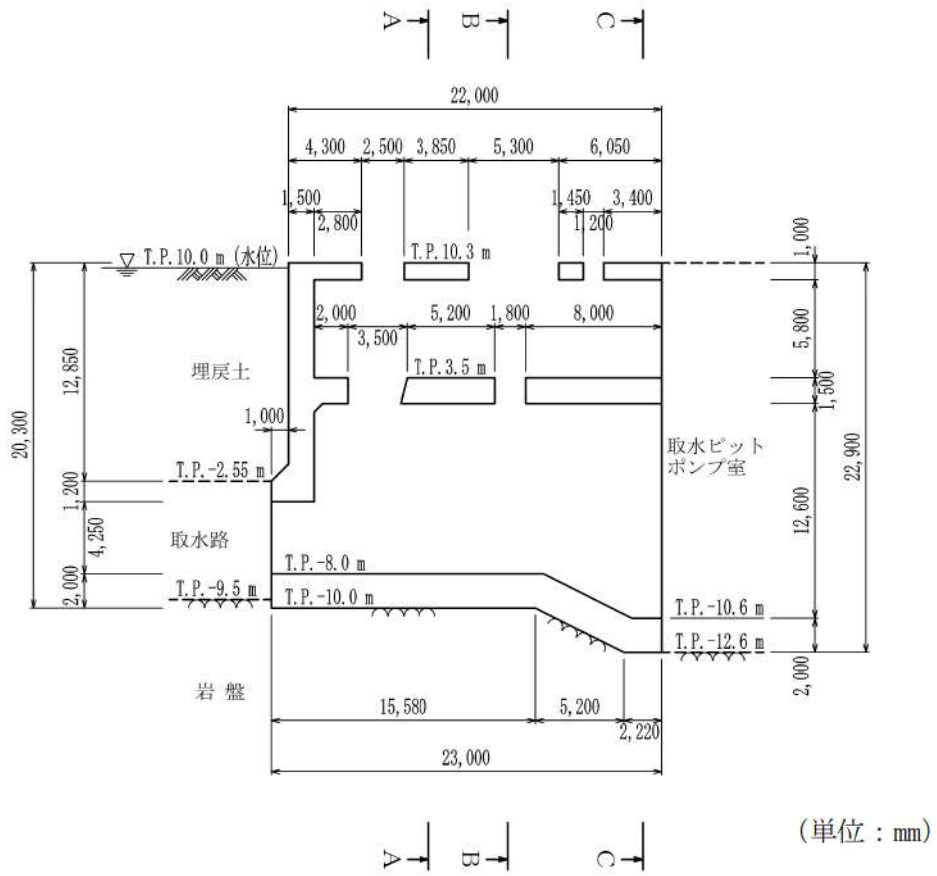 A B C
22,000
4,300 2,500 3,850 5,300 6,050
1,500 1,450 3,400
2,800 1,200
1,000
T.P.10.0 m (水位)
T.P.10.3 m
2,000 5,200 1,800 8,000
3,500
5,800
T.P.3.5 m
1,500
埋戻土
12,850
20,300
1,000
取水ピット
ポンプ室
22,900
T.P.-2.55 m
1,200
12,600
取水路
4,250
T.P.-8.0 m
2,000
T.P.-9.5 m
T.P.-10.0 m
T.P.-10.6 m
T.P.-12.6 m
2,000
岩盤
15,580 5,200
2,220
23,000
(単位:mm)
A B C